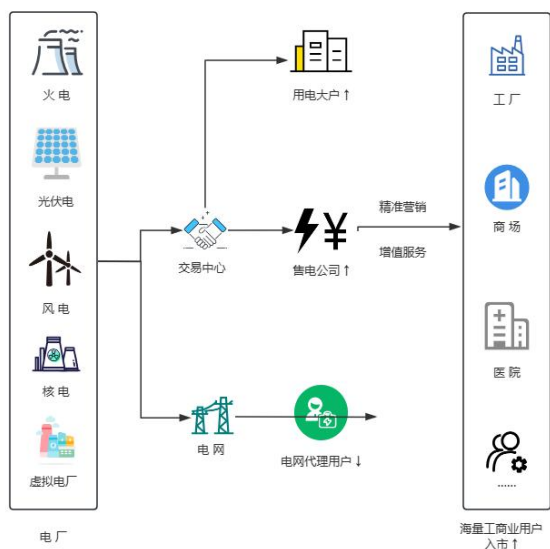 火电
光伏电
风电
核电
虚拟电厂
电厂
交易中心
电网
用电大户↑
售电公司↑
电网代理用户↓
精准营销
增值服务
工厂
商场
医院
......
海量工商业用户
入市↑